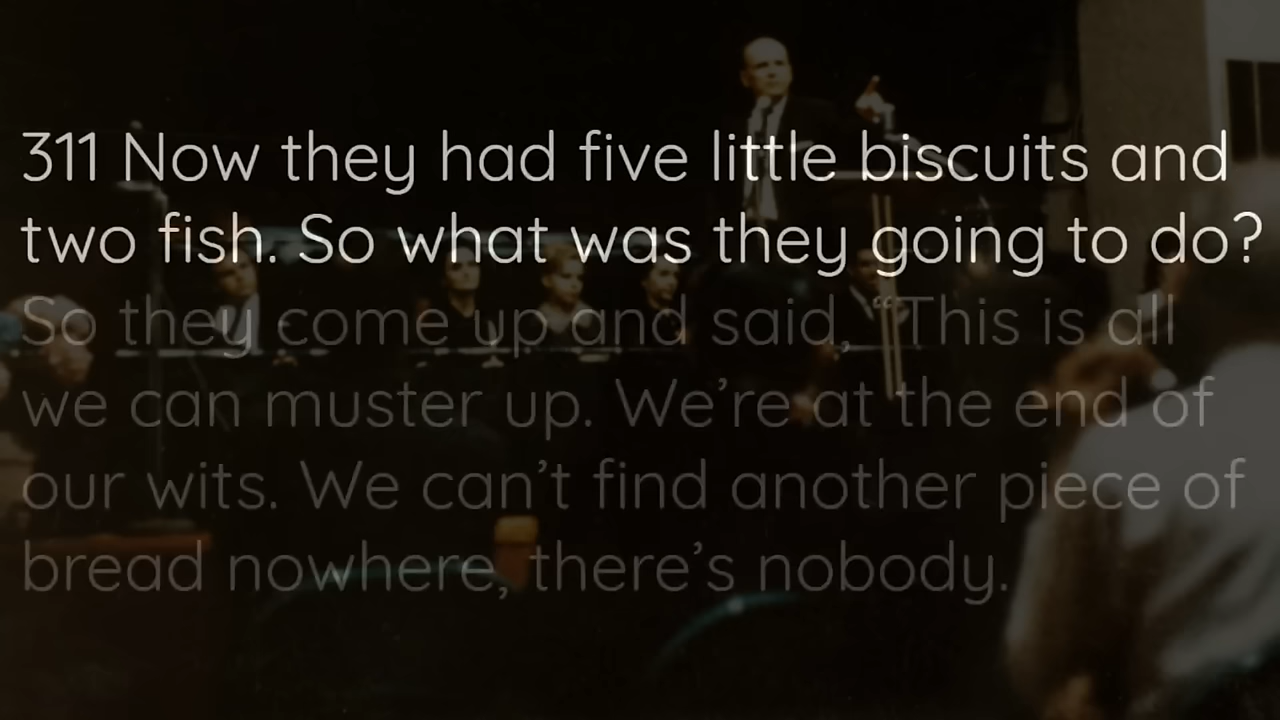 311 Now they had five little biscuits and
two fish. So what was they going to do?
So they come up and said, “This is all
we can muster up. We’re at the end of
our wits. We can’t find another piece of
bread nowhere, there’s nobody.